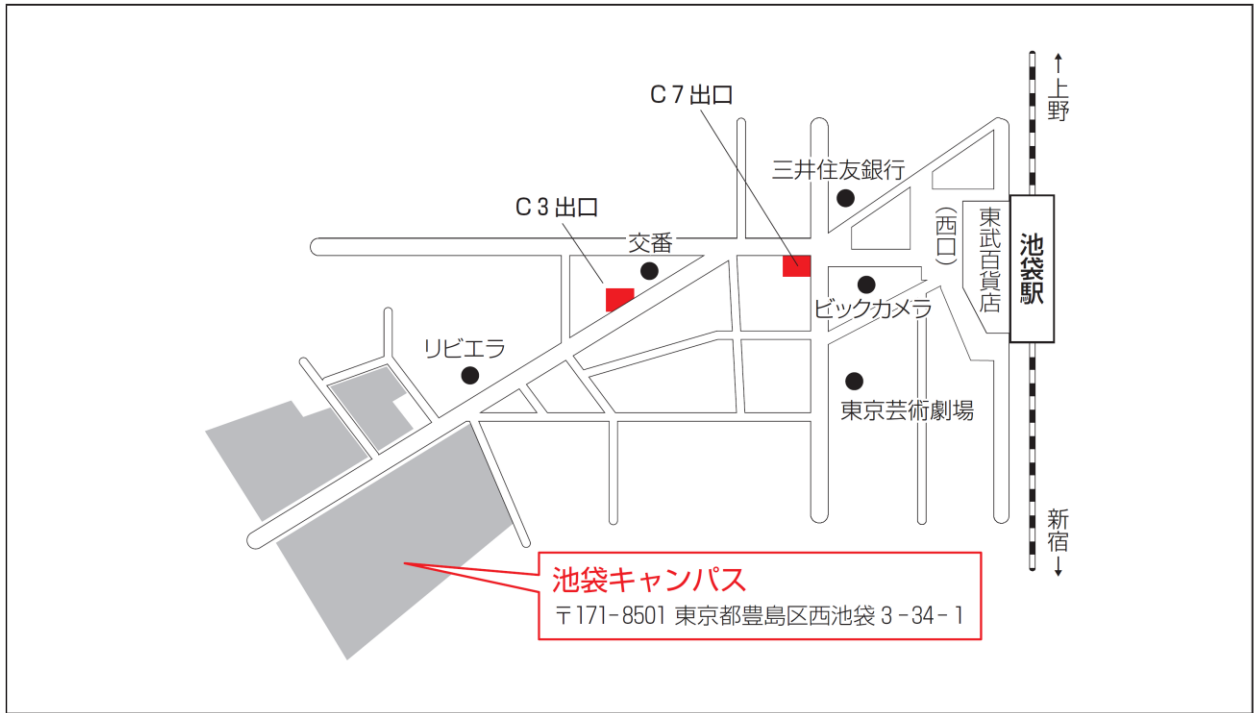 C7出口
↑上野
三井住友銀行
C3出口
交番
(西口)
東武百貨店
池袋駅
ビックカメラ
リビエラ
東京芸術劇場
新宿↓
池袋キャンパス
〒171-8501 東京都豊島区西池袋3-34-1